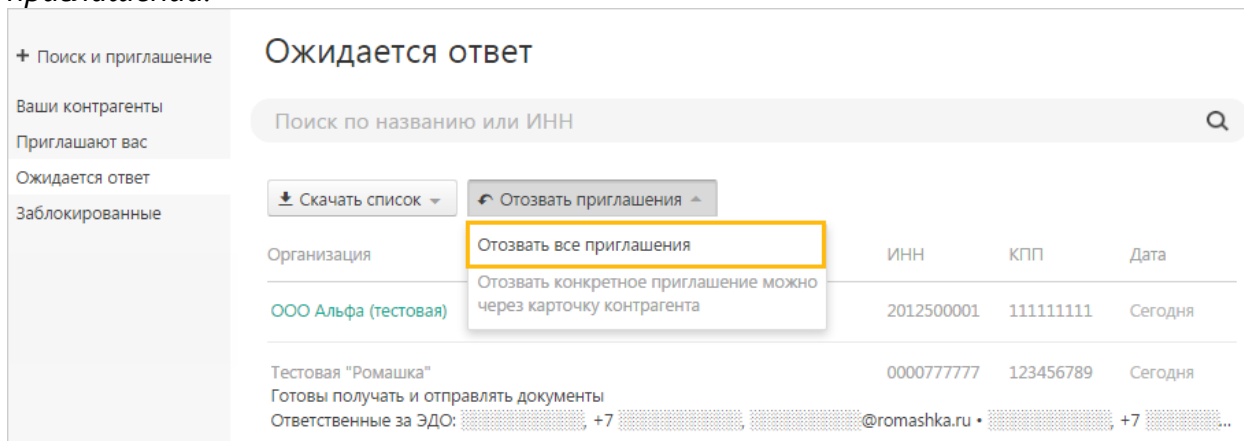 + Поиск и приглашение
Ваши контрагенты
Приглашают вас
Ожидается ответ
Заблокированные
Ожидается ответ
Поиск по названию или ИНН
Скачать список
Отозвать приглашения
Отозвать все приглашения
Отозвать конкретное приглашение можно
через карточку контрагента
Организация ИНН КПП Дата
ООО Альфа (тестовая) 2012500001 111111111 Сегодня
Тестовая "Ромашка" 0000777777 123456789 Сегодня
Готовы получать и отправлять документы
Ответственные за ЭДО: , +7 , @romashka.ru • , +7 ...